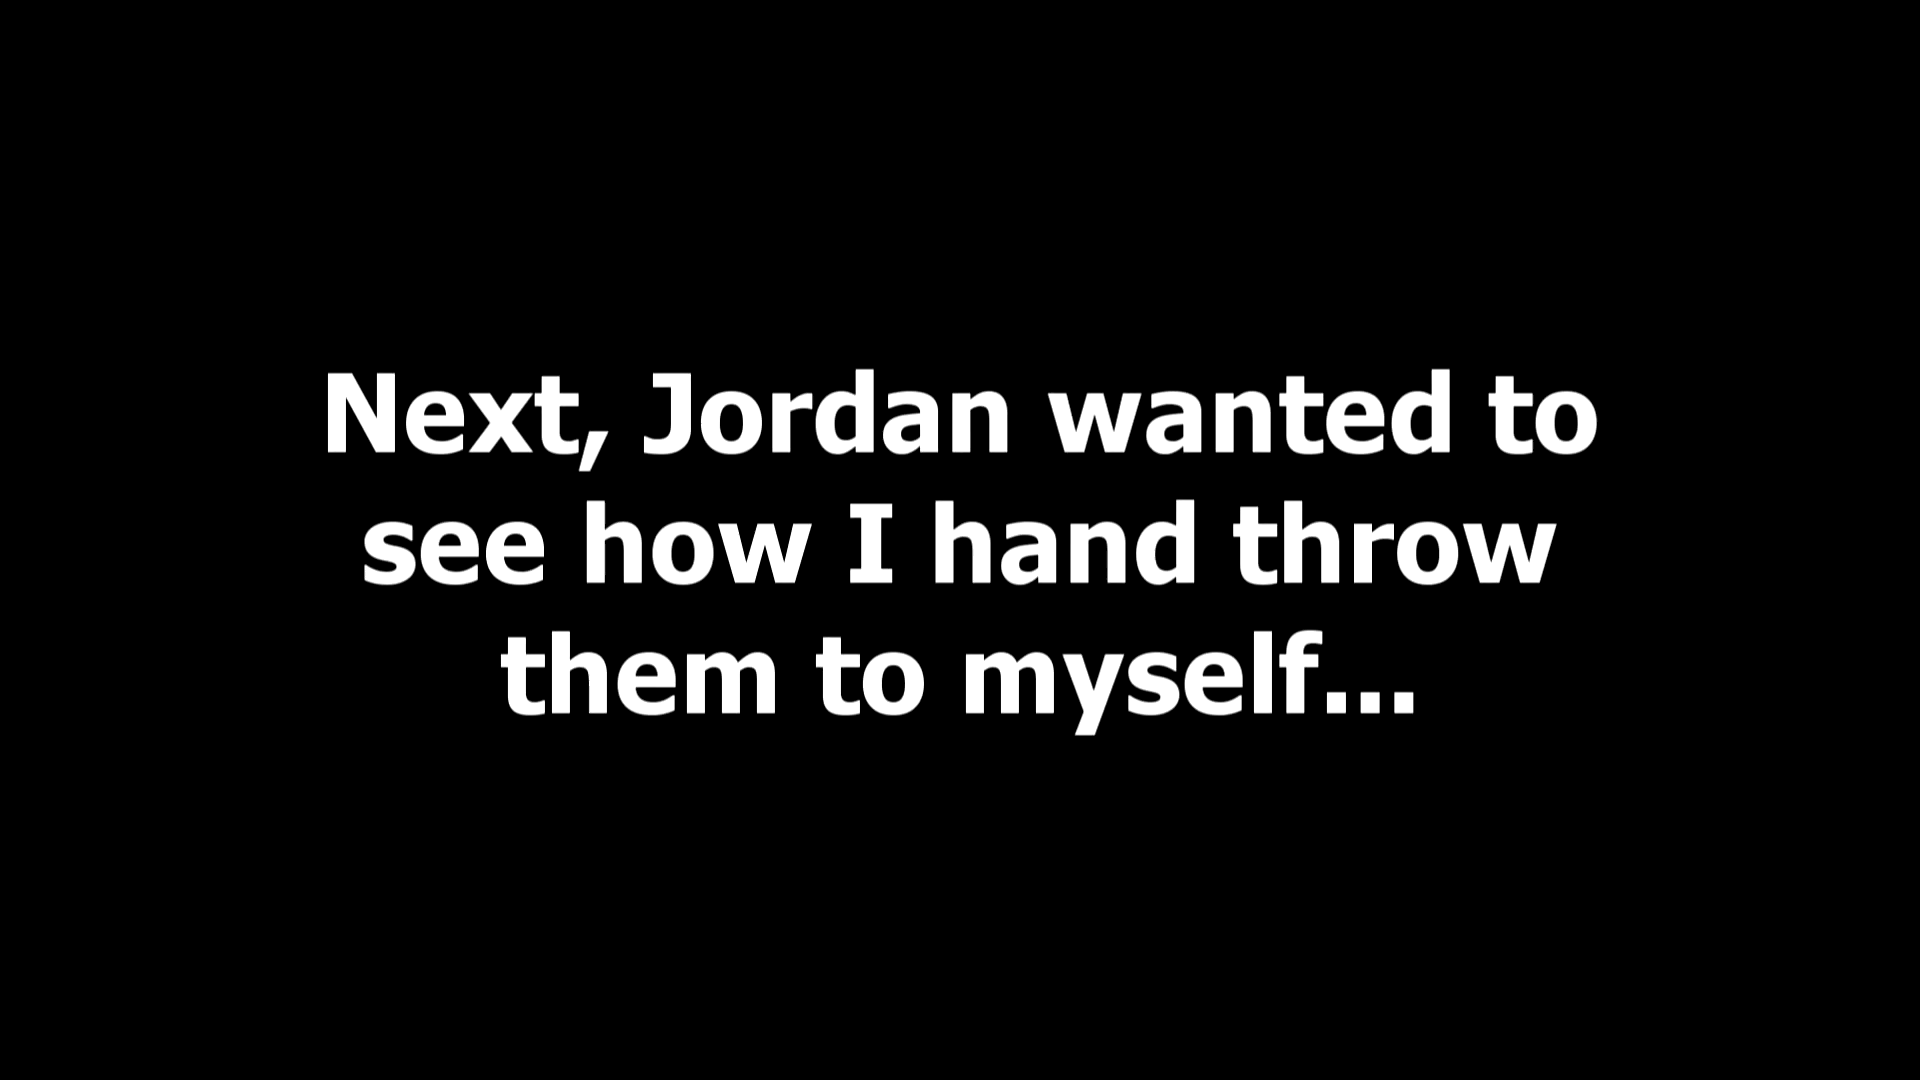 Next, Jordan wanted to
see how I hand throw
them to myself...